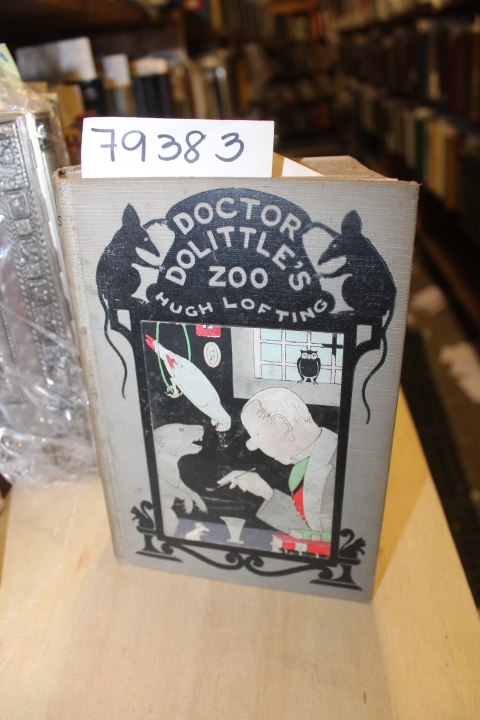 79383
DOCTOR
DOLITTLE'S
ZOO
HUGH LOFTING